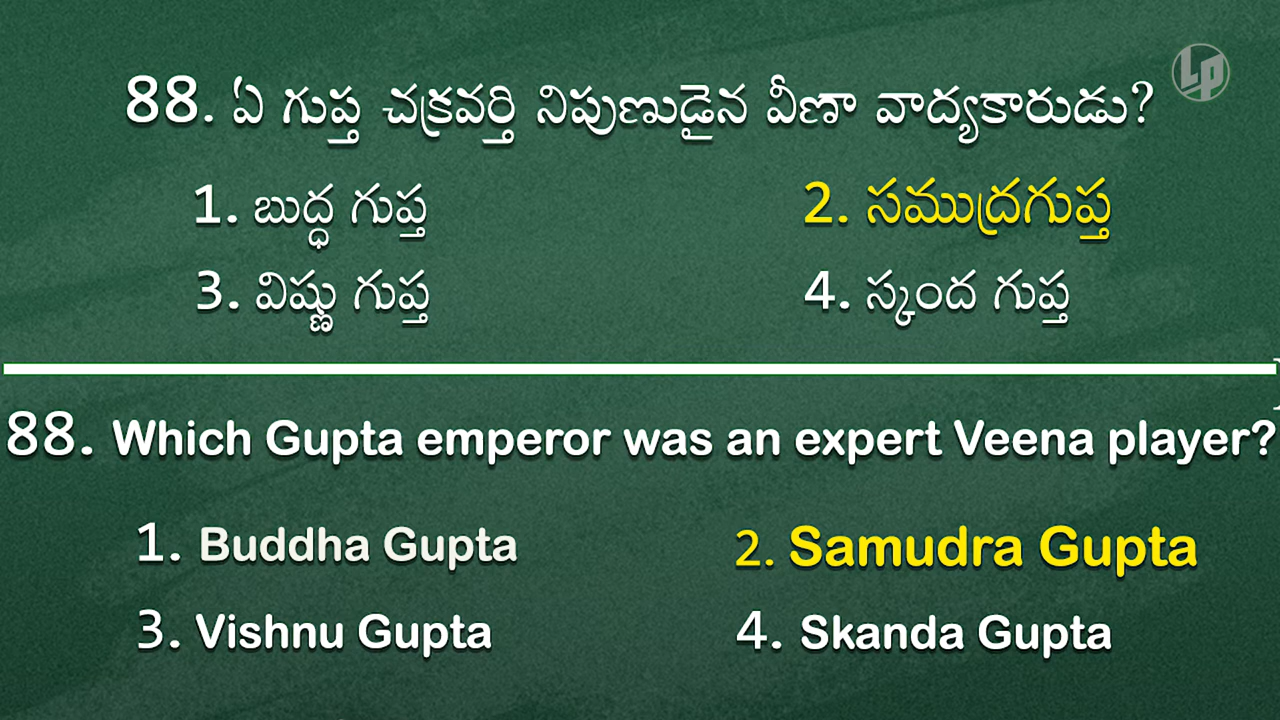 LP
88. ఏ గుప్త చక్రవర్తి నిపుణుడైన వీణా వాద్యకారుడు?
1. బుద్ధ గుప్త 2. సముద్రగుప్త
3. విష్ణు గుప్త 4. స్కంద గుప్త
88. Which Gupta emperor was an expert Veena player?
1. Buddha Gupta 2. Samudra Gupta
3. Vishnu Gupta 4. Skanda Gupta